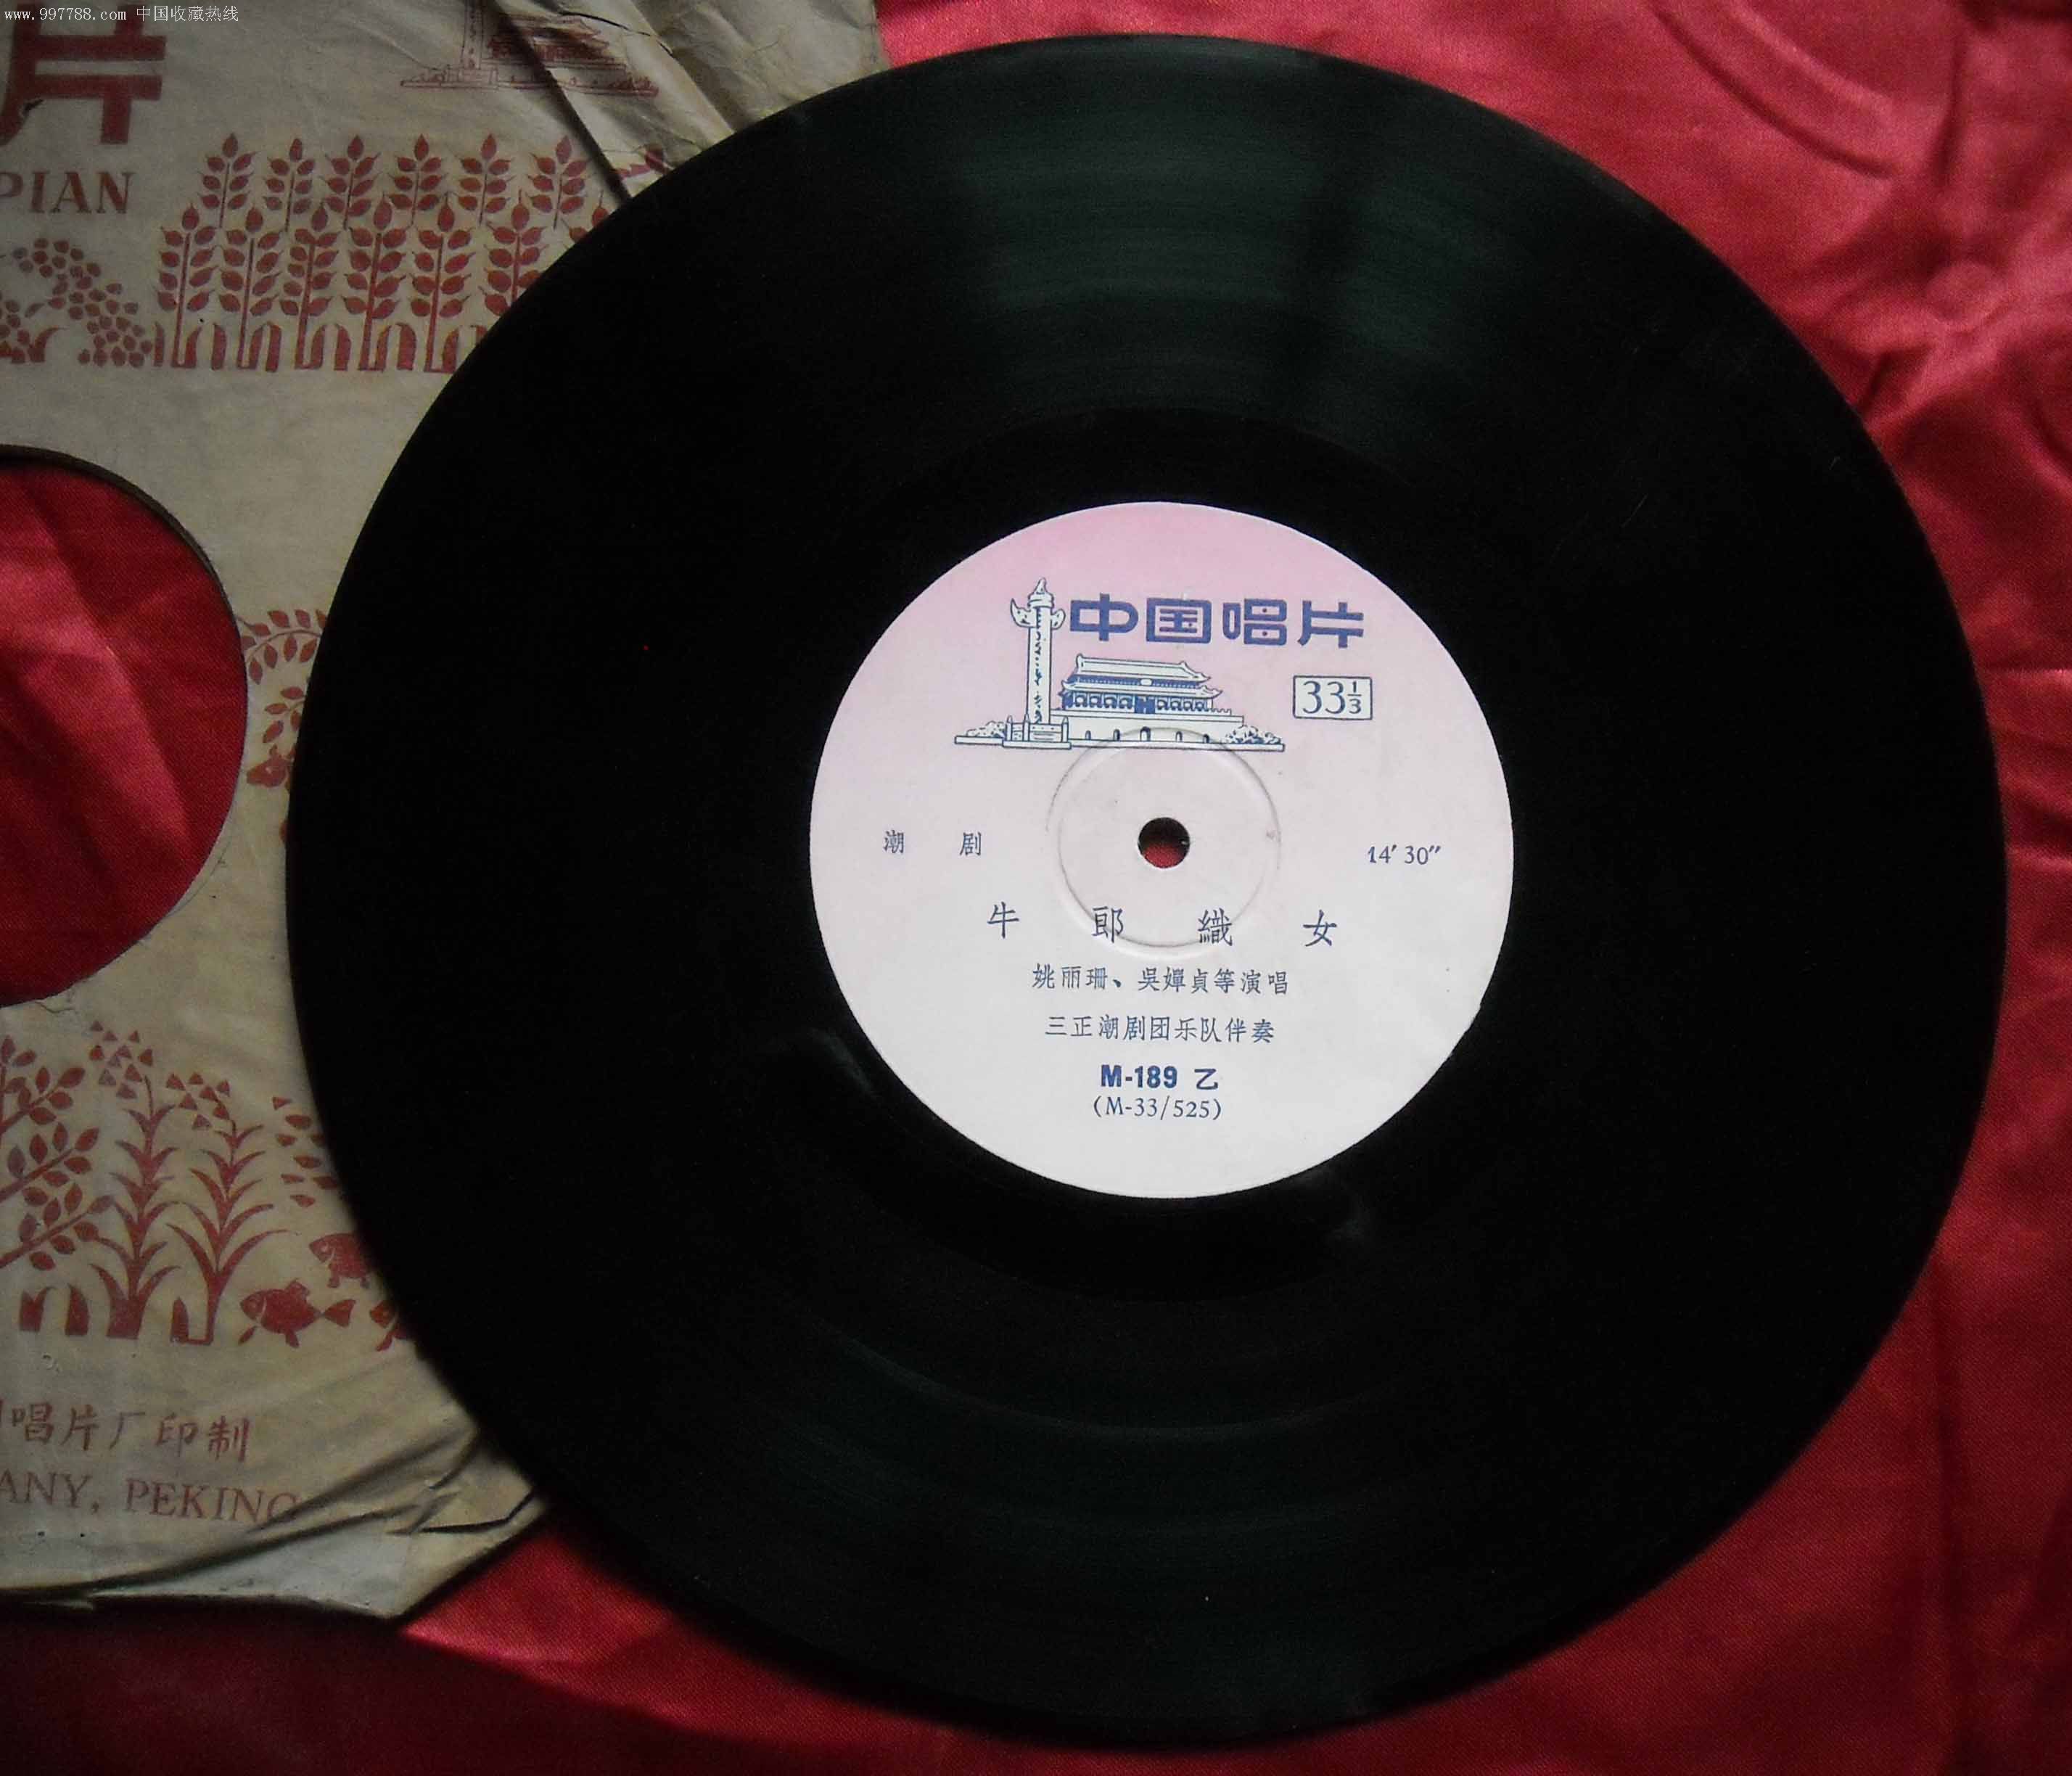 www.997788.com 中国收藏热线
片
PIAN
中国唱片
33⅓
潮 剧
14′30″
牛 郎 織 女
姚丽珊、吳嬋貞等演唱
三正潮剧团乐队伴奏
M-189 乙
(M-33/525)
唱片厂印制
ANY, PEKING